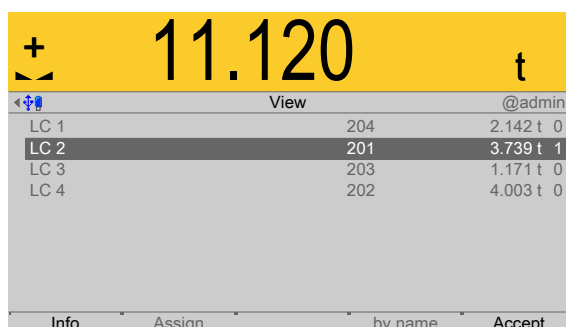 + 11.120 t
View @admin
LC 1 204 2.142 t 0
LC 2 201 3.739 t 1
LC 3 203 1.171 t 0
LC 4 202 4.003 t 0
Info Assign by name Accept